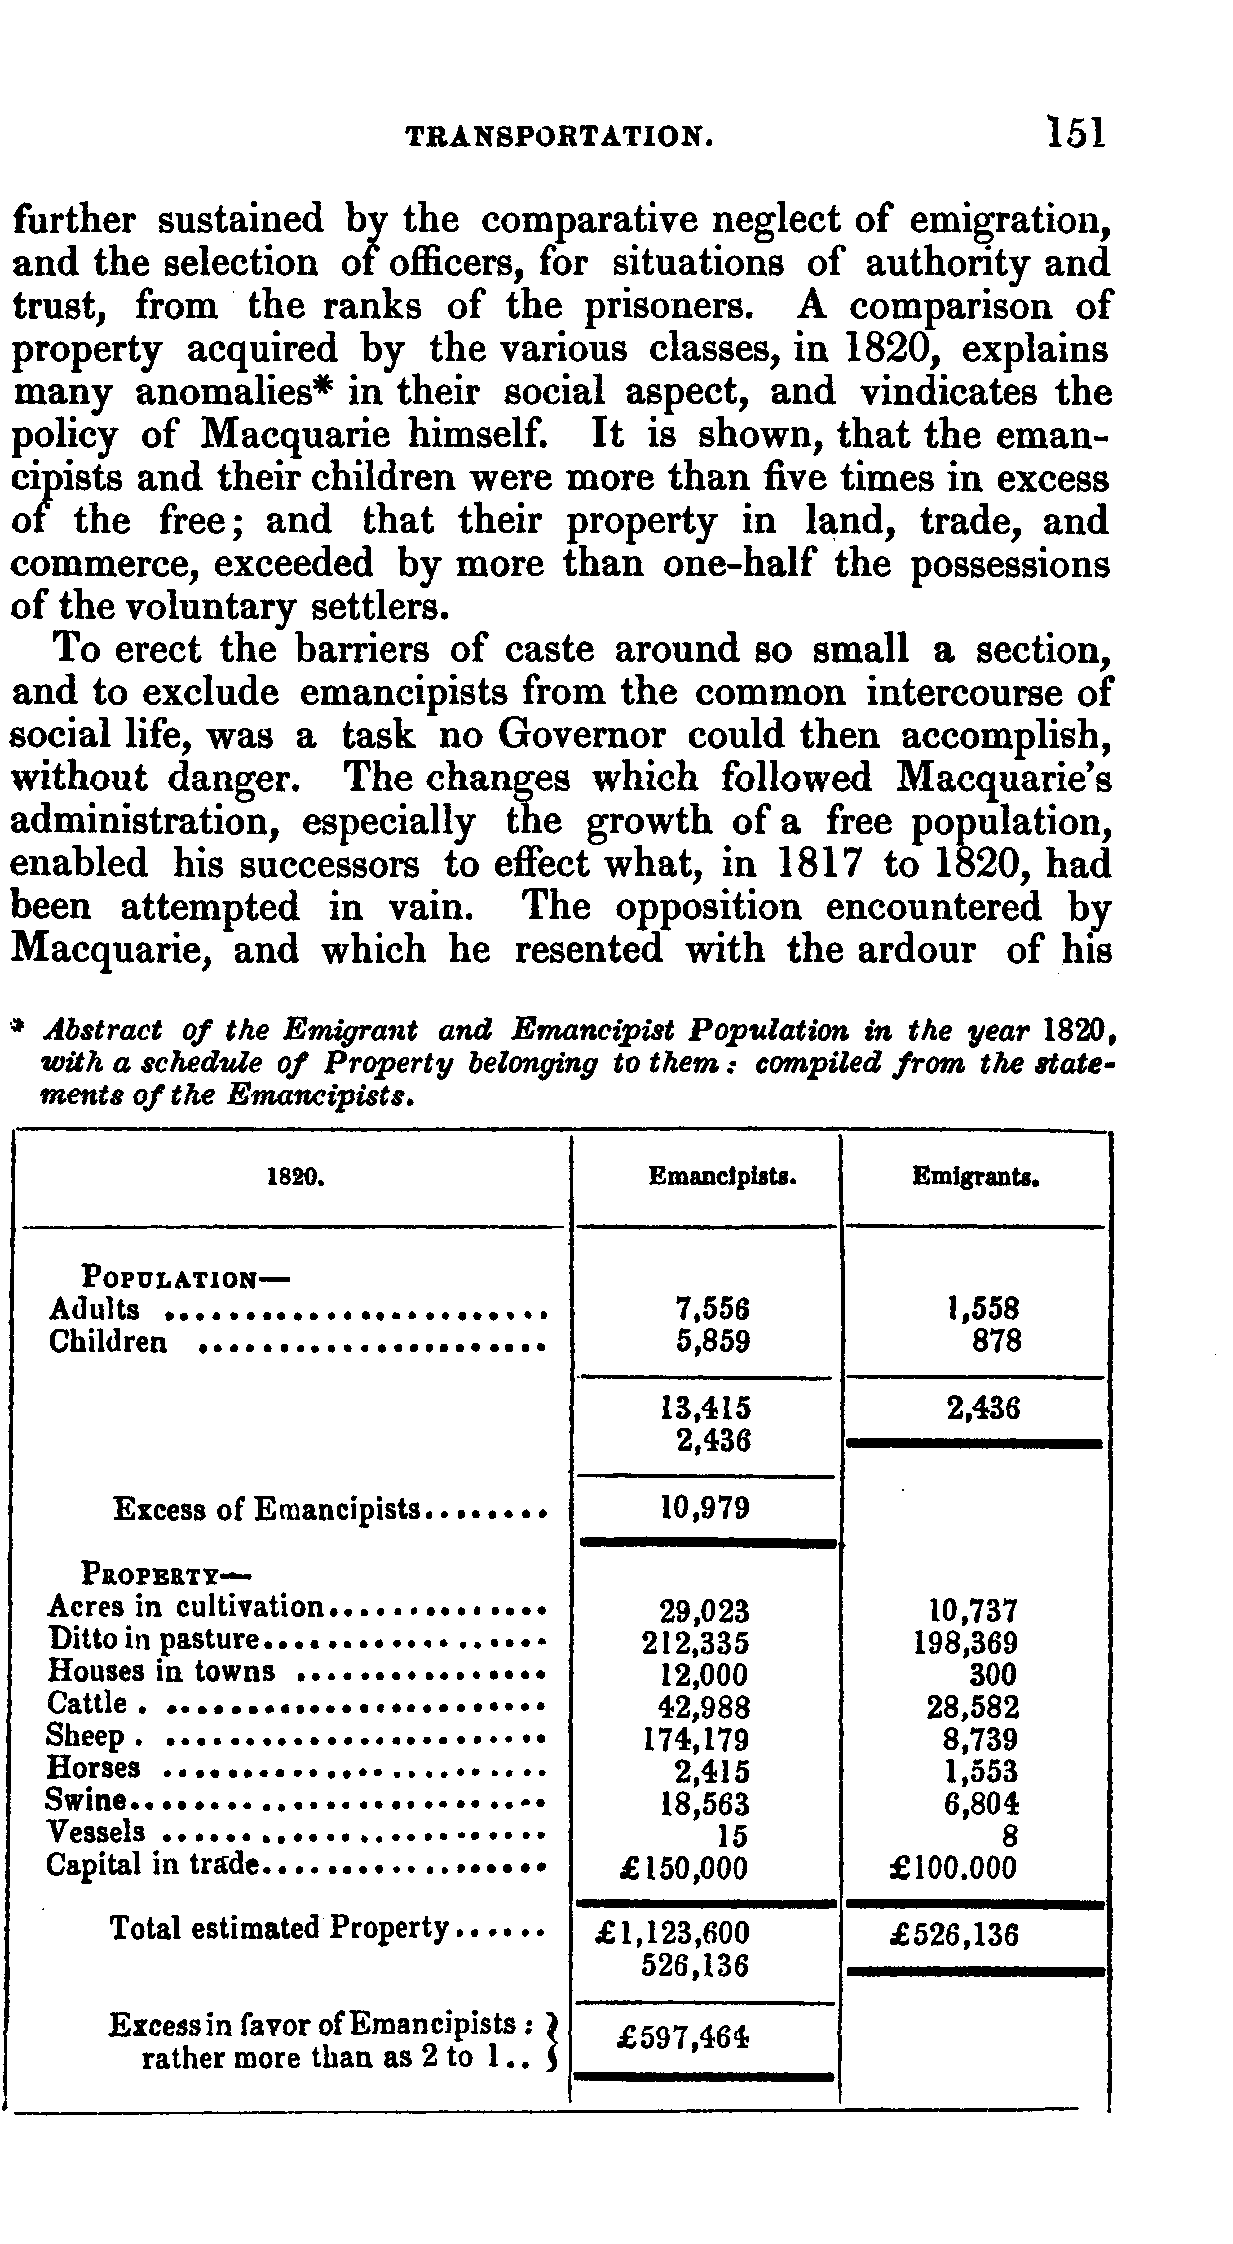 TRANSPORTATION. 151
further sustained by the comparative neglect of emigration,
and the selection of officers, for situations of authority and
trust, from the ranks of the prisoners. A comparison of
property acquired by the various classes, in 1820, explains
many anomalies* in their social aspect, and vindicates the
policy of Macquarie himself. It is shown, that the eman-
cipists and their children were more than five times in excess
of the free; and that their property in land, trade, and
commerce, exceeded by more than one-half the possessions
of the voluntary settlers.
To erect the barriers of caste around so small a section,
and to exclude emancipists from the common intercourse of
social life, was a task no Governor could then accomplish,
without danger. The changes which followed Macquarie's
administration, especially the growth of a free population,
enabled his successors to effect what, in 1817 to 1820, had
been attempted in vain. The opposition encountered by
Macquarie, and which he resented with the ardour of his
* Abstract of the Emigrant and Emancipist Population in the year 1820,
with a schedule of Property belonging to them: compiled from the state-
ments of the Emancipists.
1820. Emancipists. Emigrants.
POPULATION—
Adults ........................ 7,556 1,558
Children ...................... 5,859 878
13,415 2,436
2,436
Excess of Emancipists........ 10,979
PROPERTY—
Acres in cultivation.............. 29,023 10,737
Ditto in pasture.................. 212,335 198,369
Houses in towns ................ 12,000 300
Cattle . ........................ 42,988 28,582
Sheep . ........................ 174,179 8,739
Horses ........................ 2,415 1,553
Swine.......................... 18,563 6,804
Vessels ........................ 15 8
Capital in trade.................. £150,000 £100.000
Total estimated Property...... £1,123,600 £526,136
526,136
Excess in favor of Emancipists : } £597,464
rather more than as 2 to 1..